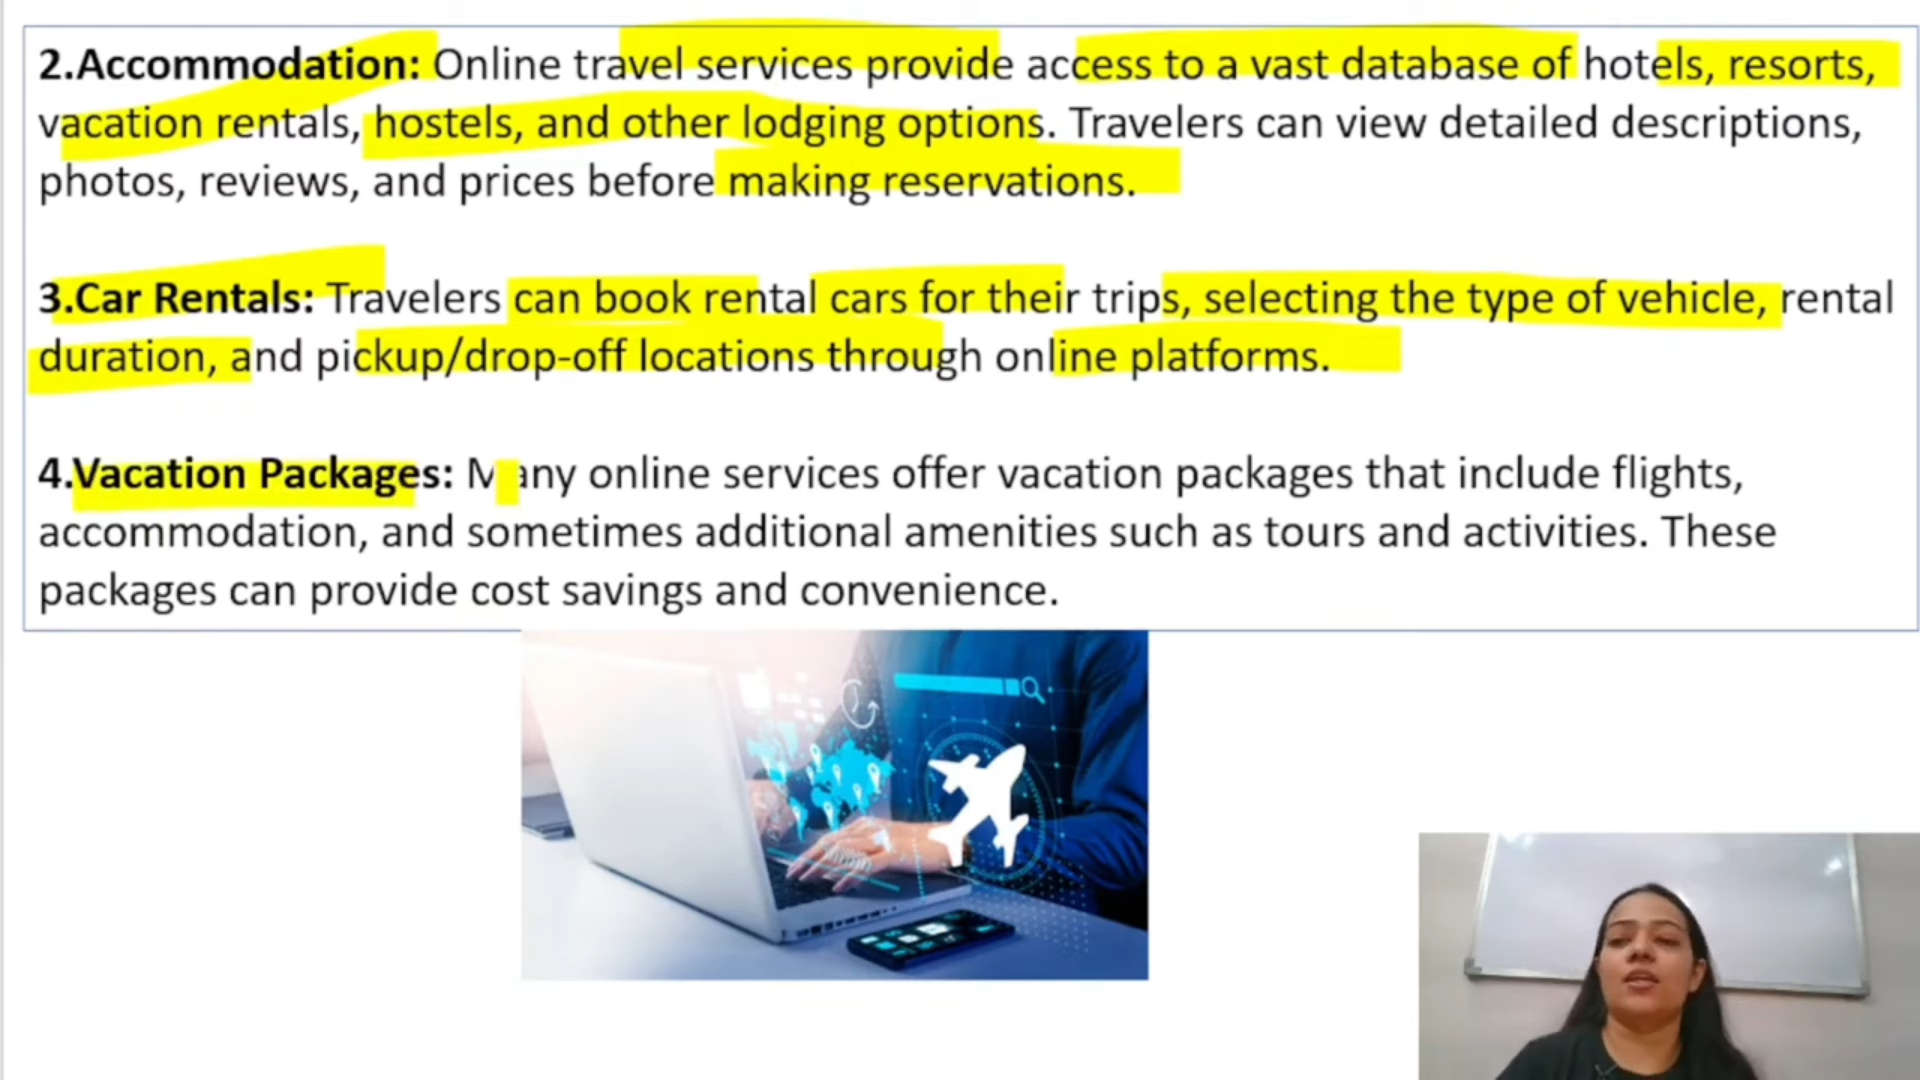 2.Accommodation: Online travel services provide access to a vast database of hotels, resorts,
vacation rentals, hostels, and other lodging options. Travelers can view detailed descriptions,
photos, reviews, and prices before making reservations.
3.Car Rentals: Travelers can book rental cars for their trips, selecting the type of vehicle, rental
duration, and pickup/drop-off locations through online platforms.
4.Vacation Packages: Many online services offer vacation packages that include flights,
accommodation, and sometimes additional amenities such as tours and activities. These
packages can provide cost savings and convenience.